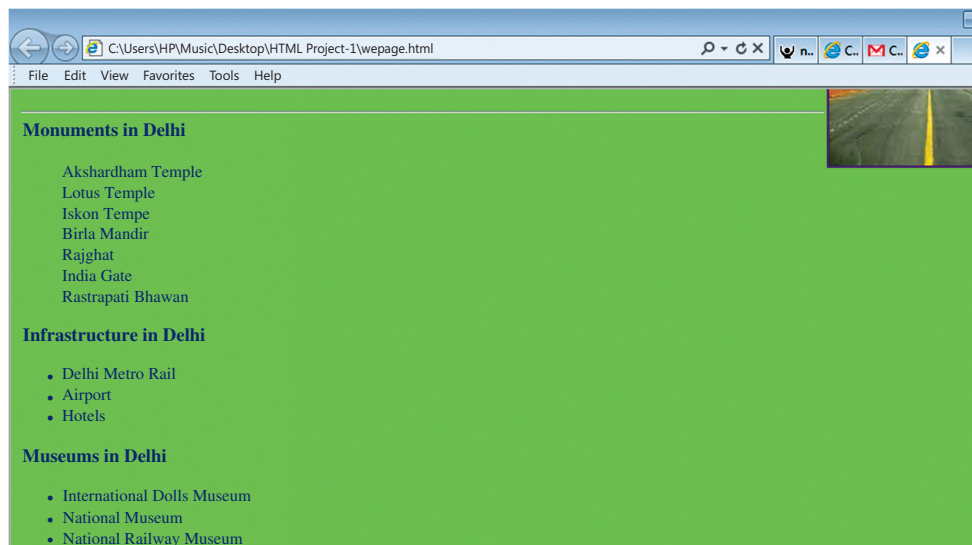 C:\Users\HP\Music\Desktop\HTML Project-1\wepage.html
n.. C.. C..
File Edit View Favorites Tools Help
Monuments in Delhi
Akshardham Temple
Lotus Temple
Iskon Tempe
Birla Mandir
Rajghat
India Gate
Rastrapati Bhawan
Infrastructure in Delhi
• Delhi Metro Rail
• Airport
• Hotels
Museums in Delhi
• International Dolls Museum
• National Museum
• National Railway Museum